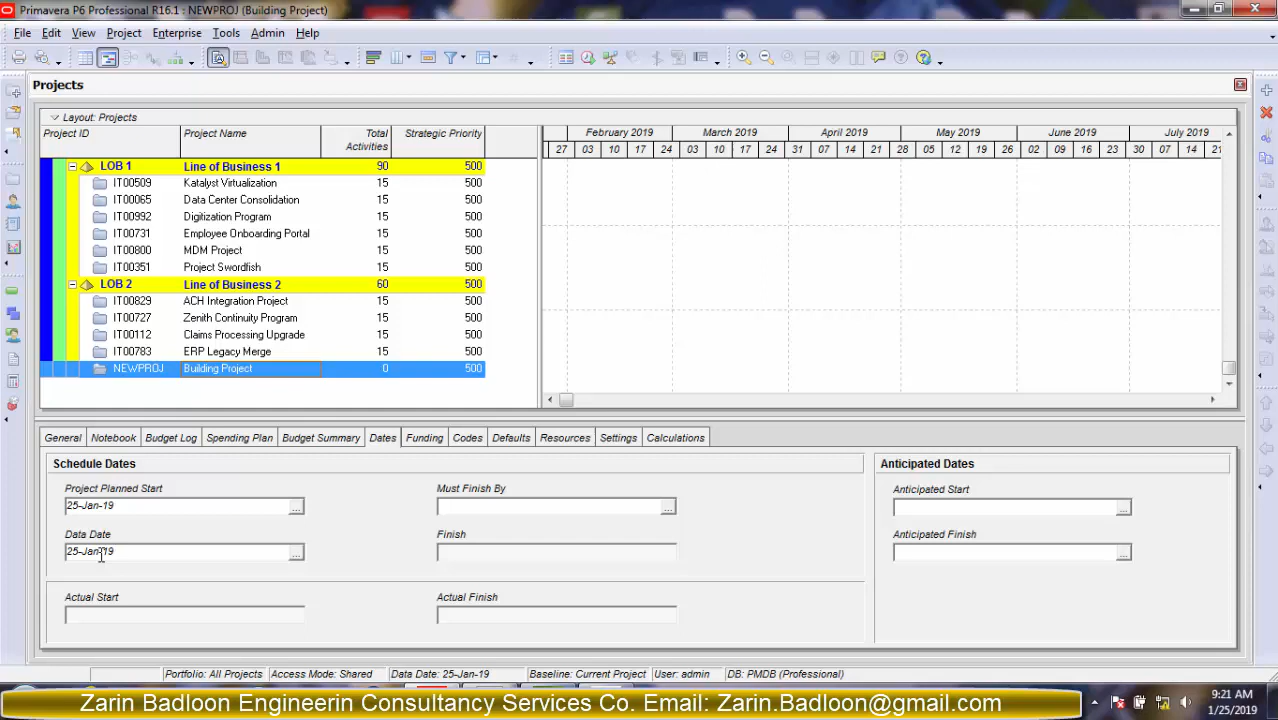 Primavera P6 Professional R16.1 : NEWPROJ (Building Project)
File Edit View Project Enterprise Tools Admin Help
Projects
Layout: Projects
Project ID Project Name Total Activities Strategic Priority
February 2019 March 2019 April 2019 May 2019 June 2019 July 2019
27 03 10 17 24 03 10 17 24 31 07 14 21 28 05 12 19 26 02 09 16 23 30 07 14 21
LOB 1 Line of Business 1 90 500
IT00509 Katalyst Virtualization 15 500
IT00065 Data Center Consolidation 15 500
IT00992 Digitization Program 15 500
IT00731 Employee Onboarding Portal 15 500
IT00800 MDM Project 15 500
IT00351 Project Swordfish 15 500
LOB 2 Line of Business 2 60 500
IT00829 ACH Integration Project 15 500
IT00727 Zenith Continuity Program 15 500
IT00112 Claims Processing Upgrade 15 500
IT00783 ERP Legacy Merge 15 500
NEWPROJ Building Project 0 500
General Notebook Budget Log Spending Plan Budget Summary Dates Funding Codes Defaults Resources Settings Calculations
Schedule Dates Anticipated Dates
Project Planned Start Must Finish By Anticipated Start
25-Jan-19 ... ... ...
Data Date Finish Anticipated Finish
25-Jan-19 ... ...
Actual Start Actual Finish
Portfolio: All Projects Access Mode: Shared Data Date: 25-Jan-19 Baseline: Current Project User: admin DB: PMDB (Professional)
Zarin Badloon Engineerin Consultancy Services Co. Email: Zarin.Badloon@gmail.com
9:21 AM
1/25/2019